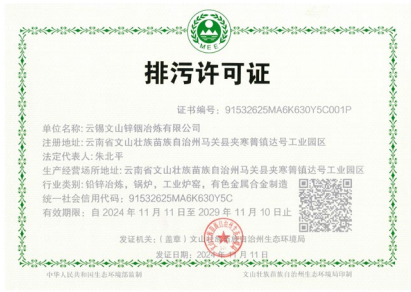 MEE
排污许可证
证书编号：91532625MA6K630Y5C001P
单位名称：云锡文山锌铟冶炼有限公司
注册地址：云南省文山壮族苗族自治州马关县夹寒箐镇达号工业园区
法定代表人：朱北平
生产经营场所地址：云南省文山壮族苗族自治州马关县夹寒箐镇达号工业园区
行业类别：铅锌冶炼，锅炉，工业炉窑，有色金属合金制造
统一社会信用代码：91532625MA6K630Y5C
有效期限：自 2024 年 11 月 11 日至 2029 年 11 月 10 日止
发证机关：（盖章）文山壮族苗族自治州生态环境局
发证日期：2024 年 11 月 11 日
中华人民共和国生态环境部监制
文山壮族苗族自治州生态环境局印制